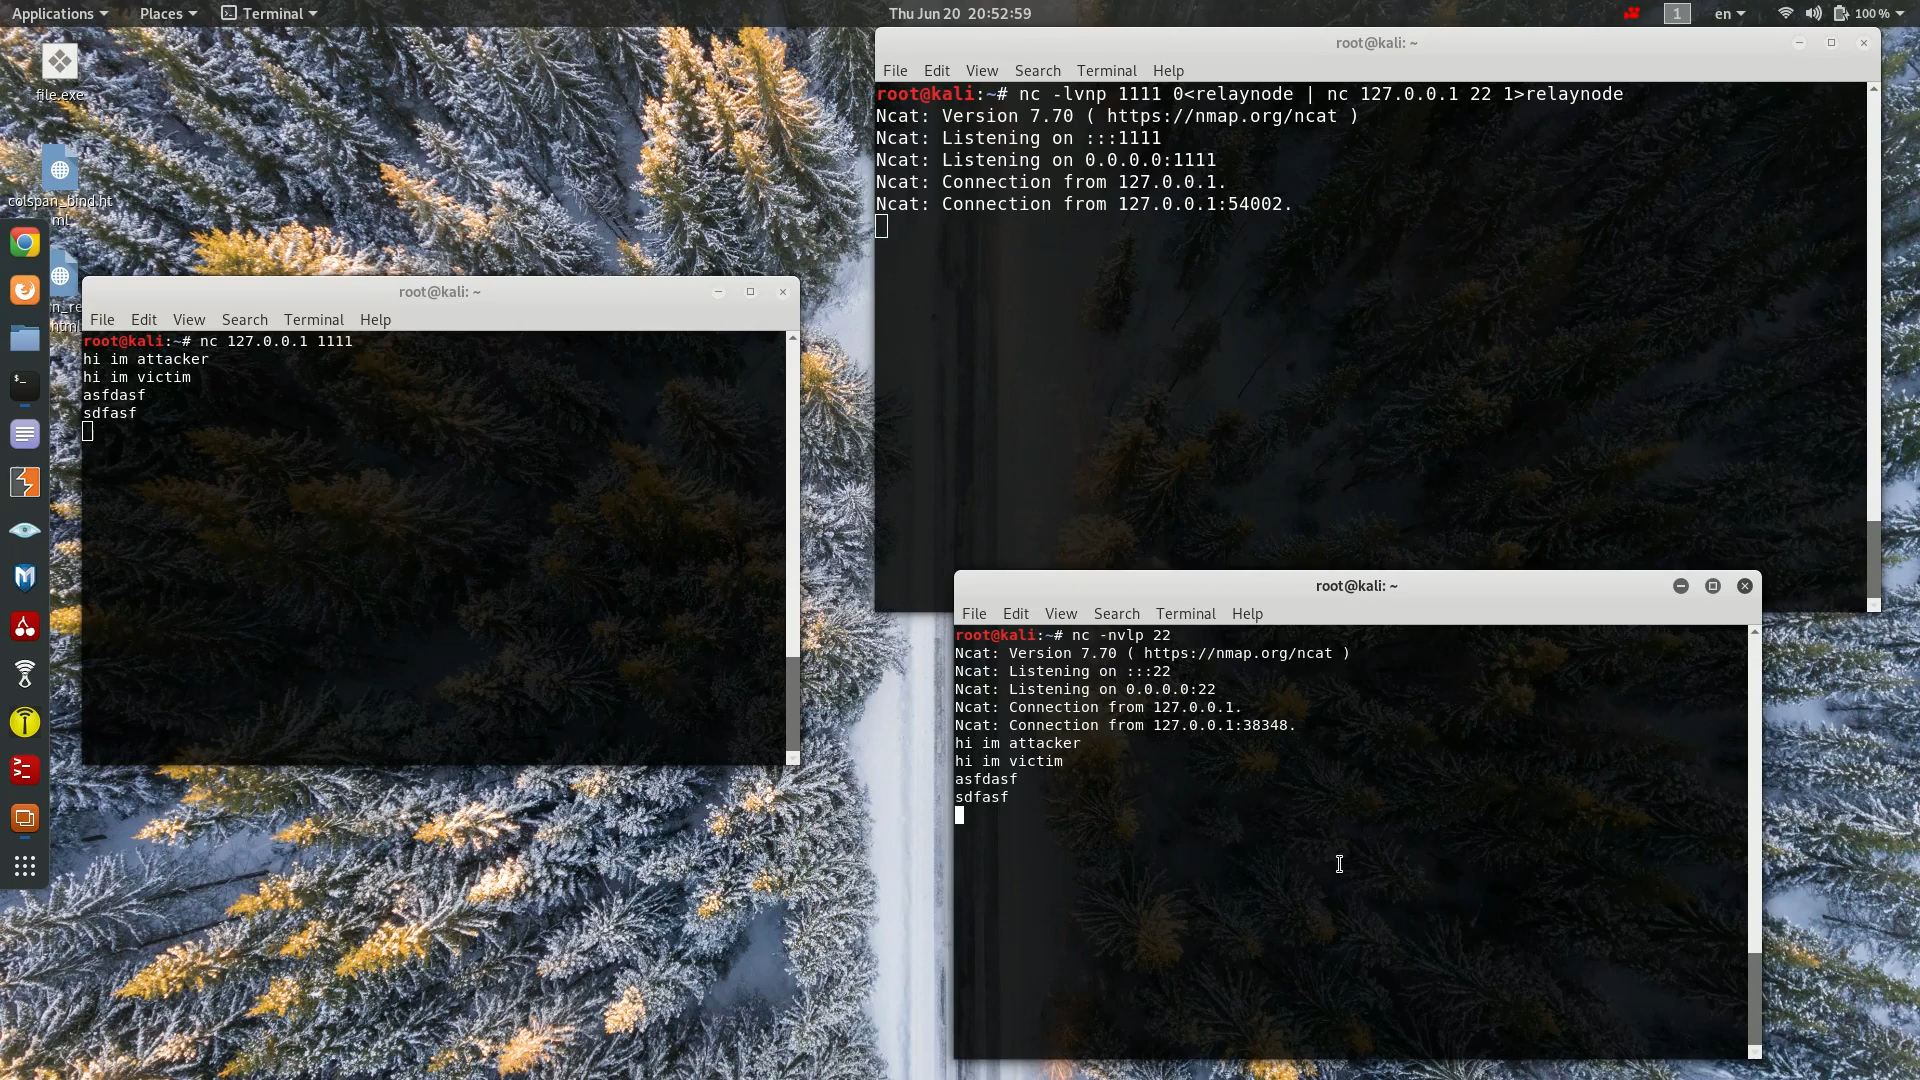 Applications Places Terminal Thu Jun 20 20:52:59 1 en 100 %
file.exe
colspan_bind.ht
ml
n_re
html
root@kali: ~
File Edit View Search Terminal Help
root@kali:~# nc -lvnp 1111 0<relaynode | nc 127.0.0.1 22 1>relaynode
Ncat: Version 7.70 ( https://nmap.org/ncat )
Ncat: Listening on :::1111
Ncat: Listening on 0.0.0.0:1111
Ncat: Connection from 127.0.0.1.
Ncat: Connection from 127.0.0.1:54002.
root@kali: ~
File Edit View Search Terminal Help
root@kali:~# nc 127.0.0.1 1111
hi im attacker
hi im victim
asfdasf
sdfasf
root@kali: ~
File Edit View Search Terminal Help
root@kali:~# nc -nvlp 22
Ncat: Version 7.70 ( https://nmap.org/ncat )
Ncat: Listening on :::22
Ncat: Listening on 0.0.0.0:22
Ncat: Connection from 127.0.0.1.
Ncat: Connection from 127.0.0.1:38348.
hi im attacker
hi im victim
asfdasf
sdfasf